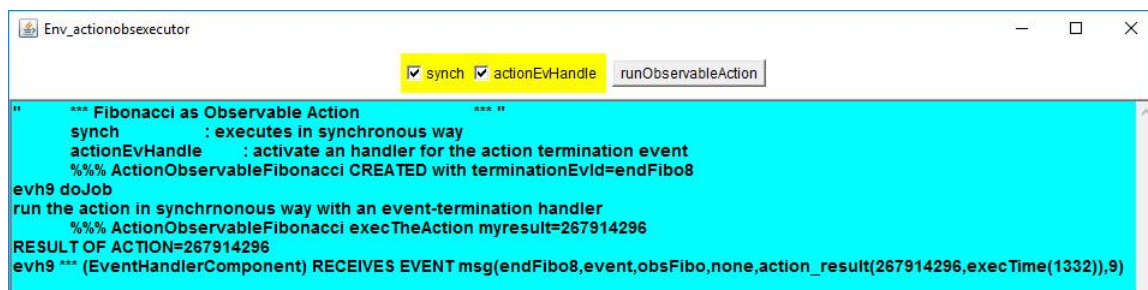 Env_actionobsexecutor
synch actionEvHandle runObservableAction
" *** Fibonacci as Observable Action *** "
synch : executes in synchronous way
actionEvHandle : activate an handler for the action termination event
%%% ActionObservableFibonacci CREATED with terminationEvId=endFibo8
evh9 doJob
run the action in synchrnonous way with an event-termination handler
%%% ActionObservableFibonacci execTheAction myresult=267914296
RESULT OF ACTION=267914296
evh9 *** (EventHandlerComponent) RECEIVES EVENT msg(endFibo8,event,obsFibo,none,action_result(267914296,execTime(1332)),9)